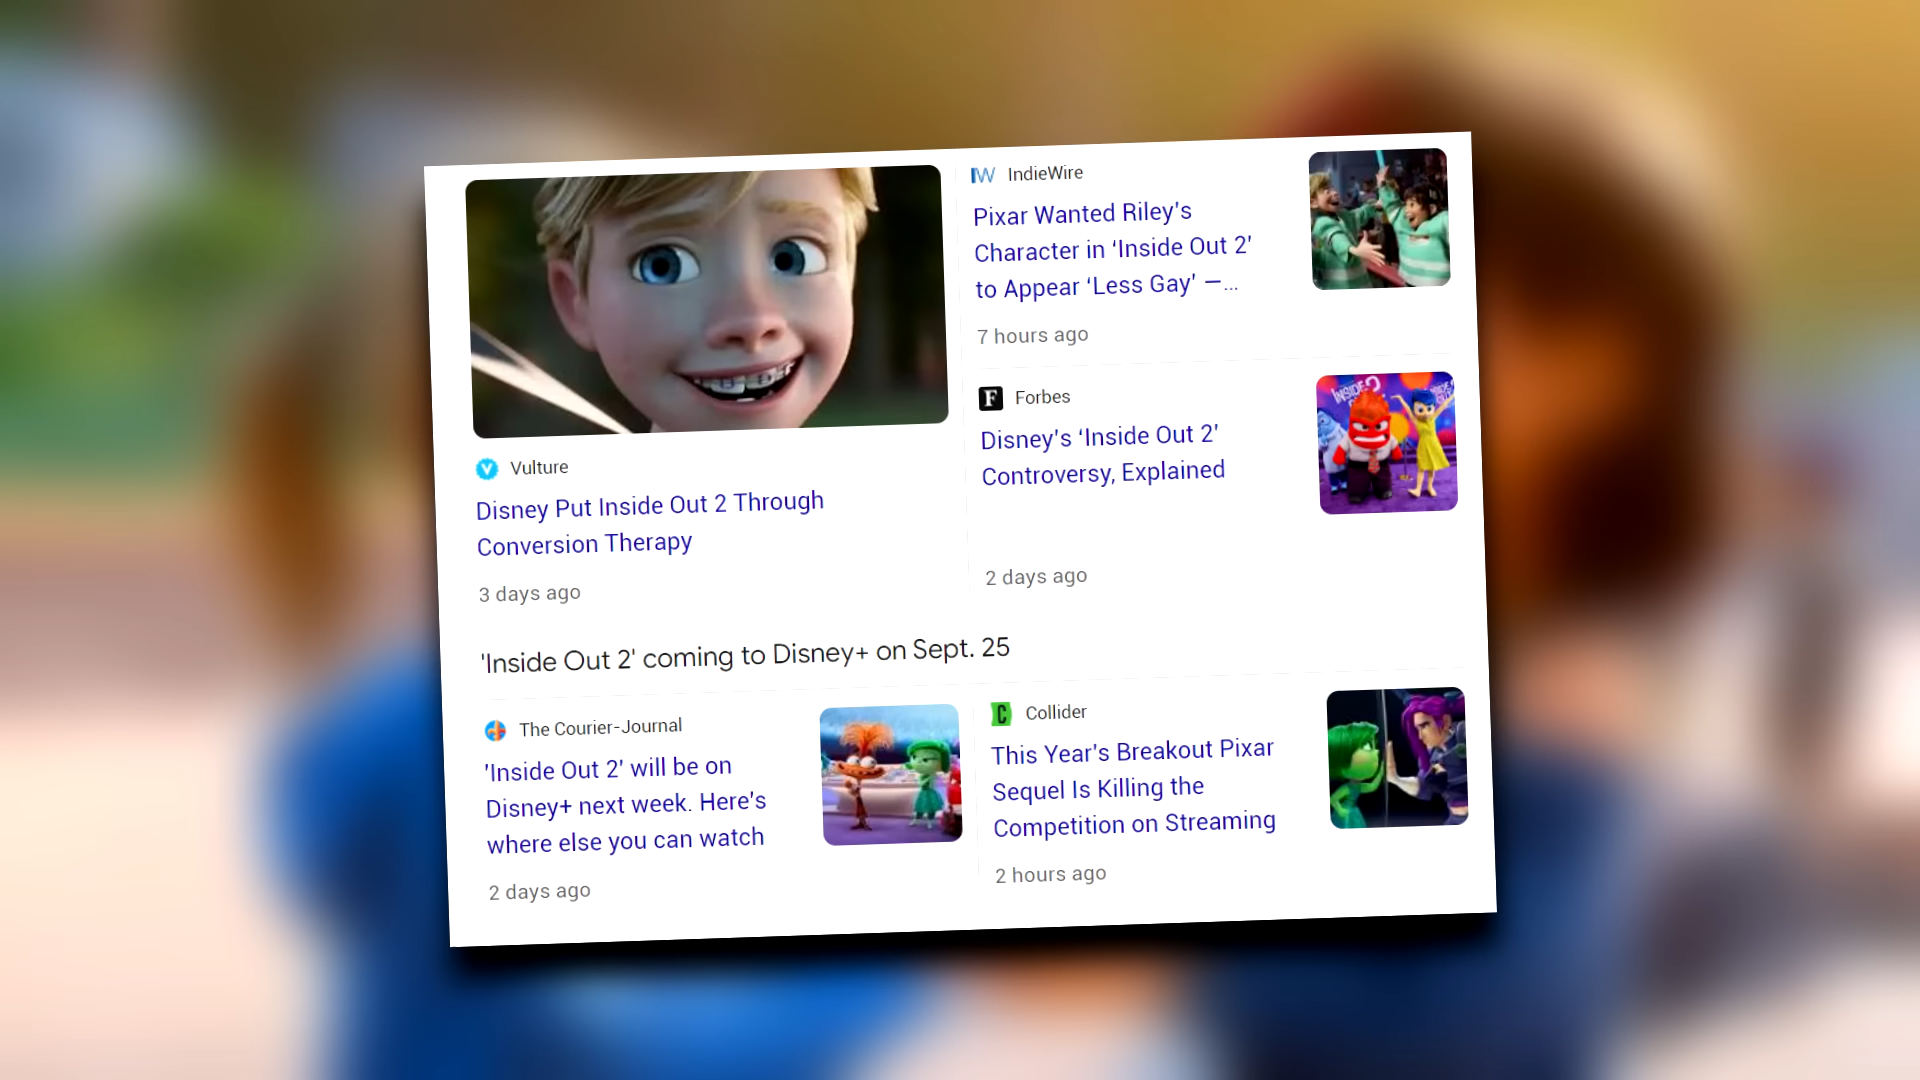 Vulture
Disney Put Inside Out 2 Through
Conversion Therapy
3 days ago
IW IndieWire
Pixar Wanted Riley's
Character in ‘Inside Out 2’
to Appear ‘Less Gay’ —...
7 hours ago
F Forbes
Disney's ‘Inside Out 2’
Controversy, Explained
2 days ago
INSIDE
'Inside Out 2' coming to Disney+ on Sept. 25
The Courier-Journal
'Inside Out 2' will be on
Disney+ next week. Here's
where else you can watch
2 days ago
C Collider
This Year's Breakout Pixar
Sequel Is Killing the
Competition on Streaming
2 hours ago